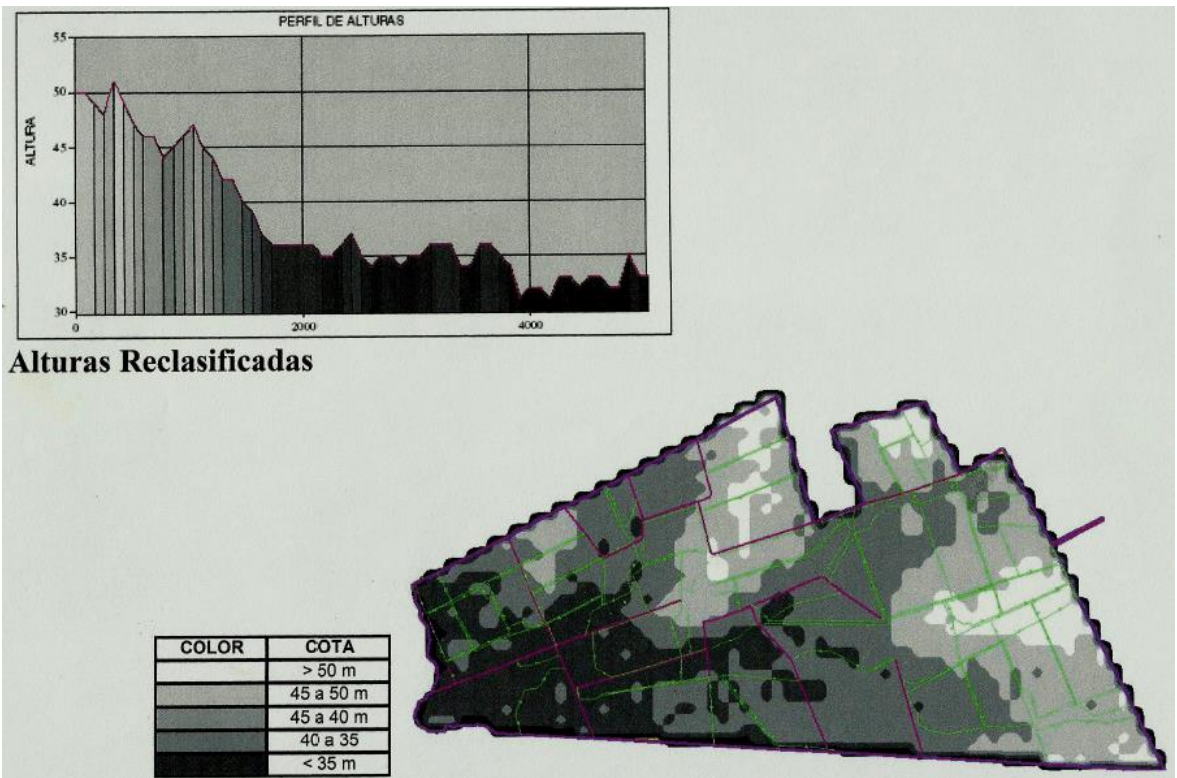 PERFIL DE ALTURAS
55
50
45
40
35
30
ALTURA
0 2000 4000
Alturas Reclasificadas
COLOR COTA
> 50 m
45 a 50 m
45 a 40 m
40 a 35
< 35 m